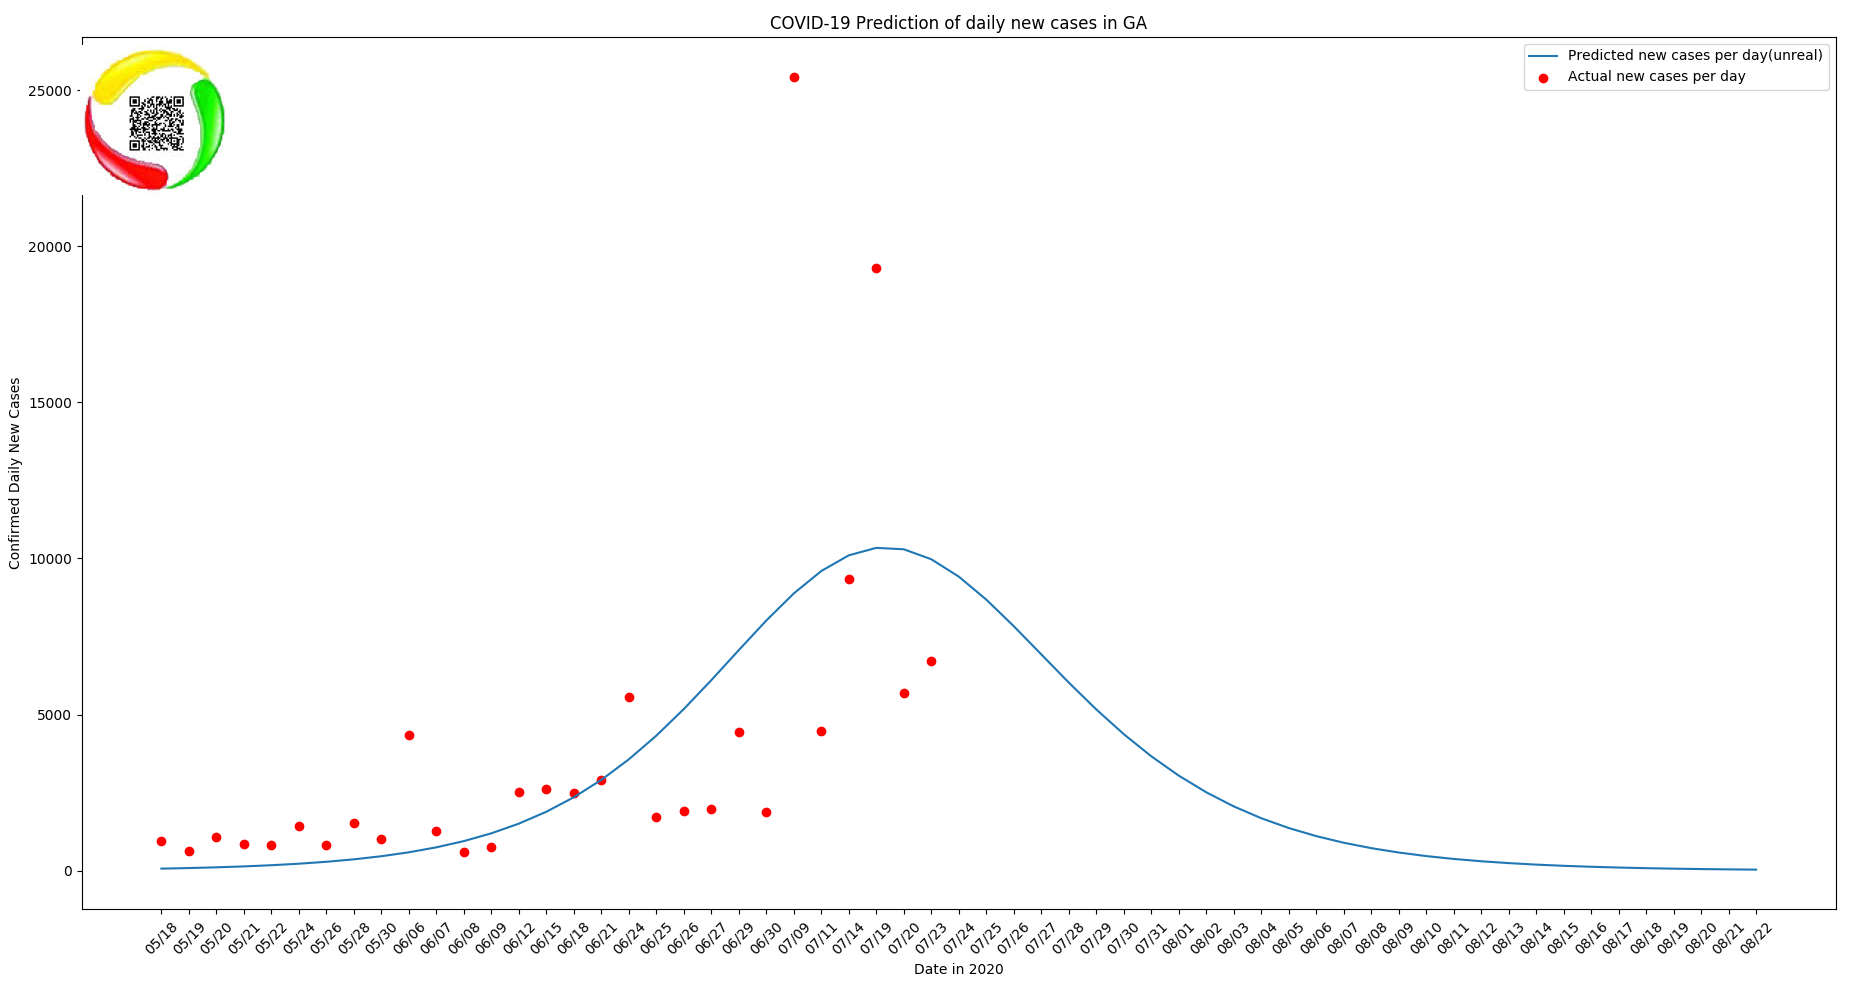 COVID-19 Prediction of daily new cases in GA
Predicted new cases per day(unreal)
Actual new cases per day
25000
20000
15000
10000
5000
0
Confirmed Daily New Cases
05/18 05/19 05/20 05/21 05/22 05/24 05/26 05/28 05/30 06/06 06/07 06/08 06/09 06/12 06/15 06/18 06/21 06/24 06/25 06/26 06/27 06/29 06/30 07/09 07/11 07/14 07/19 07/20 07/23 07/24 07/25 07/26 07/27 07/28 07/29 07/30 07/31 08/01 08/02 08/03 08/04 08/05 08/06 08/07 08/08 08/09 08/10 08/11 08/12 08/13 08/14 08/15 08/16 08/17 08/18 08/19 08/20 08/21 08/22
Date in 2020